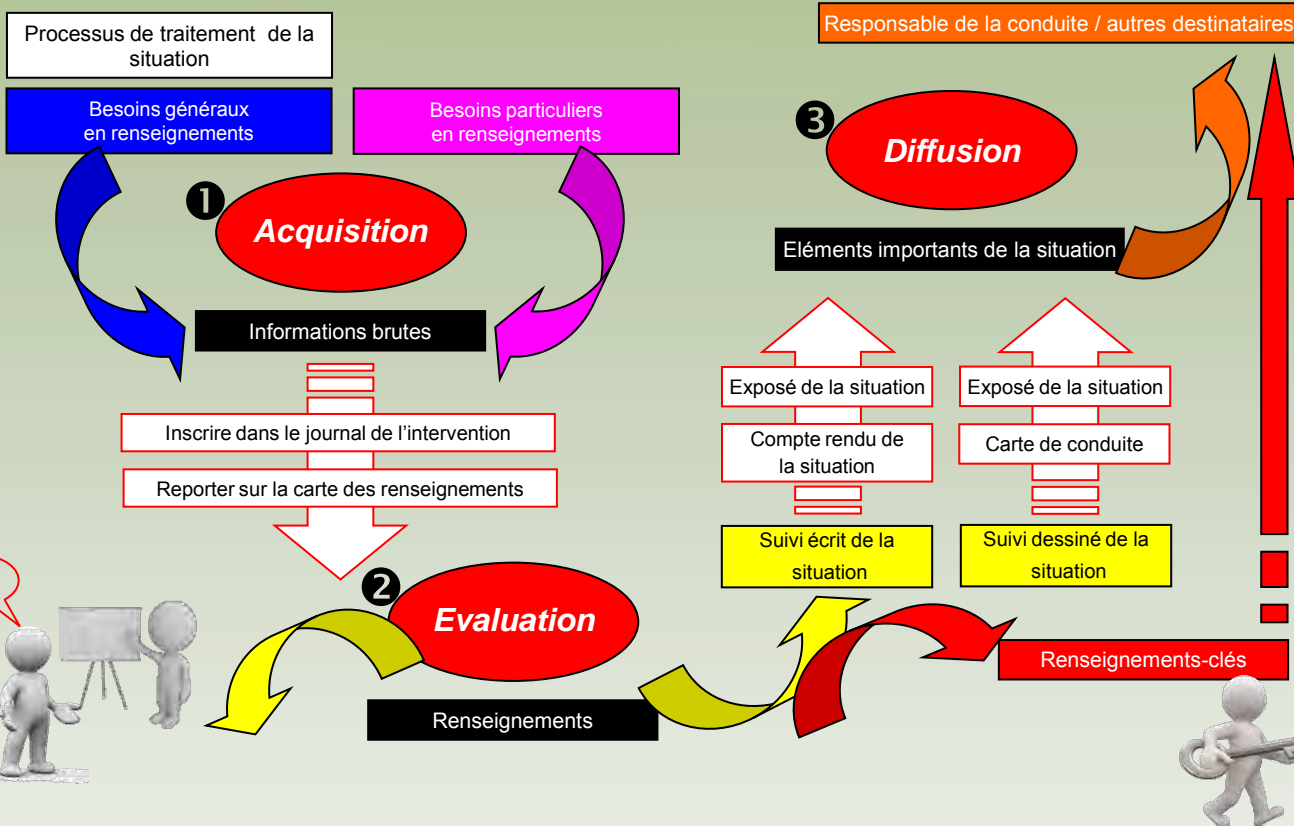 Processus de traitement de la
situation
Besoins généraux
en renseignements
Besoins particuliers
en renseignements
❶
Acquisition
Informations brutes
Inscrire dans le journal de l'intervention
Reporter sur la carte des renseignements
❷
Evaluation
Renseignements
Responsable de la conduite / autres destinataires
❸
Diffusion
Eléments importants de la situation
Exposé de la situation
Compte rendu de
la situation
Suivi écrit de la
situation
Exposé de la situation
Carte de conduite
Suivi dessiné de la
situation
Renseignements-clés